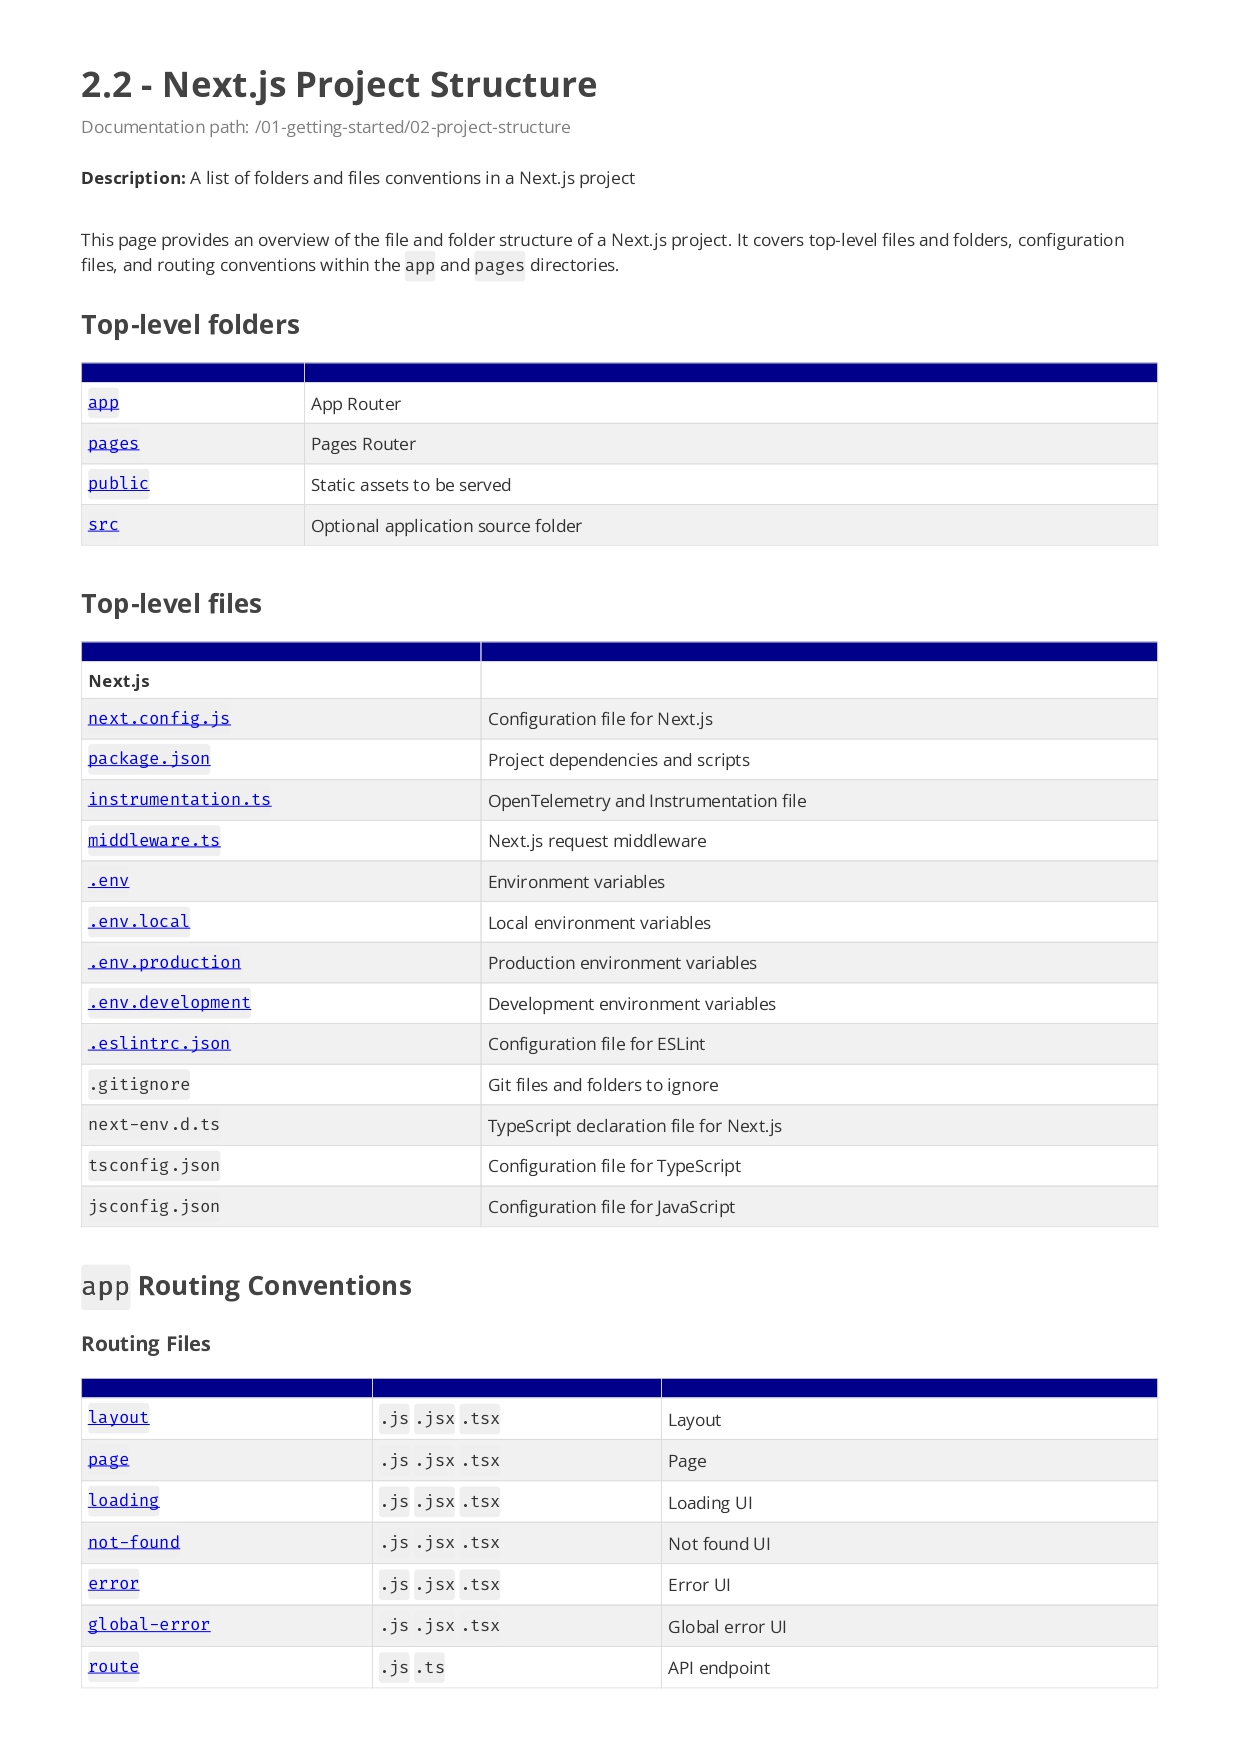 2.2 - Next.js Project Structure
Documentation path: /01-getting-started/02-project-structure
Description: A list of folders and files conventions in a Next.js project
This page provides an overview of the file and folder structure of a Next.js project. It covers top-level files and folders, configuration
files, and routing conventions within the app and pages directories.
Top-level folders
app App Router
pages Pages Router
public Static assets to be served
src Optional application source folder
Top-level files
Next.js
next.config.js Configuration file for Next.js
package.json Project dependencies and scripts
instrumentation.ts OpenTelemetry and Instrumentation file
middleware.ts Next.js request middleware
.env Environment variables
.env.local Local environment variables
.env.production Production environment variables
.env.development Development environment variables
.eslintrc.json Configuration file for ESLint
.gitignore Git files and folders to ignore
next-env.d.ts TypeScript declaration file for Next.js
tsconfig.json Configuration file for TypeScript
jsconfig.json Configuration file for JavaScript
app Routing Conventions
Routing Files
layout .js .jsx .tsx Layout
page .js .jsx .tsx Page
loading .js .jsx .tsx Loading UI
not-found .js .jsx .tsx Not found UI
error .js .jsx .tsx Error UI
global-error .js .jsx .tsx Global error UI
route .js .ts API endpoint